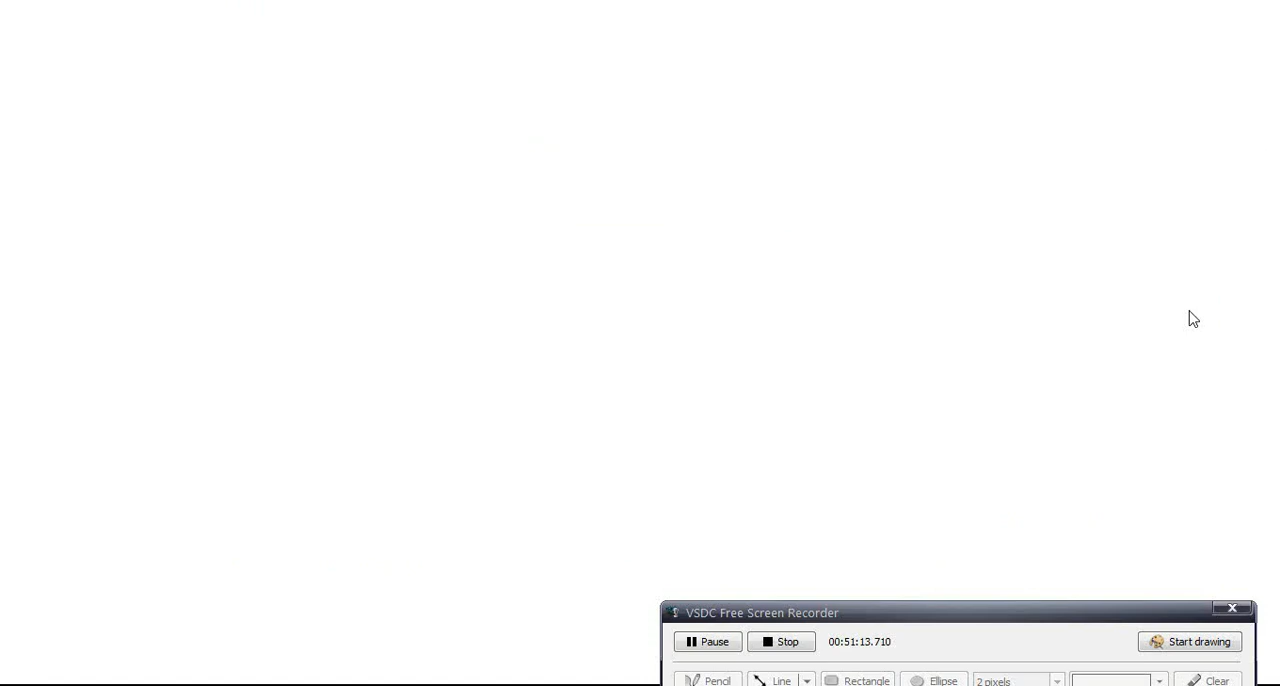 VSDC Free Screen Recorder
Pause Stop 00:51:13.710 Start drawing
Pencil Line Rectangle Ellipse 2 pixels Clear